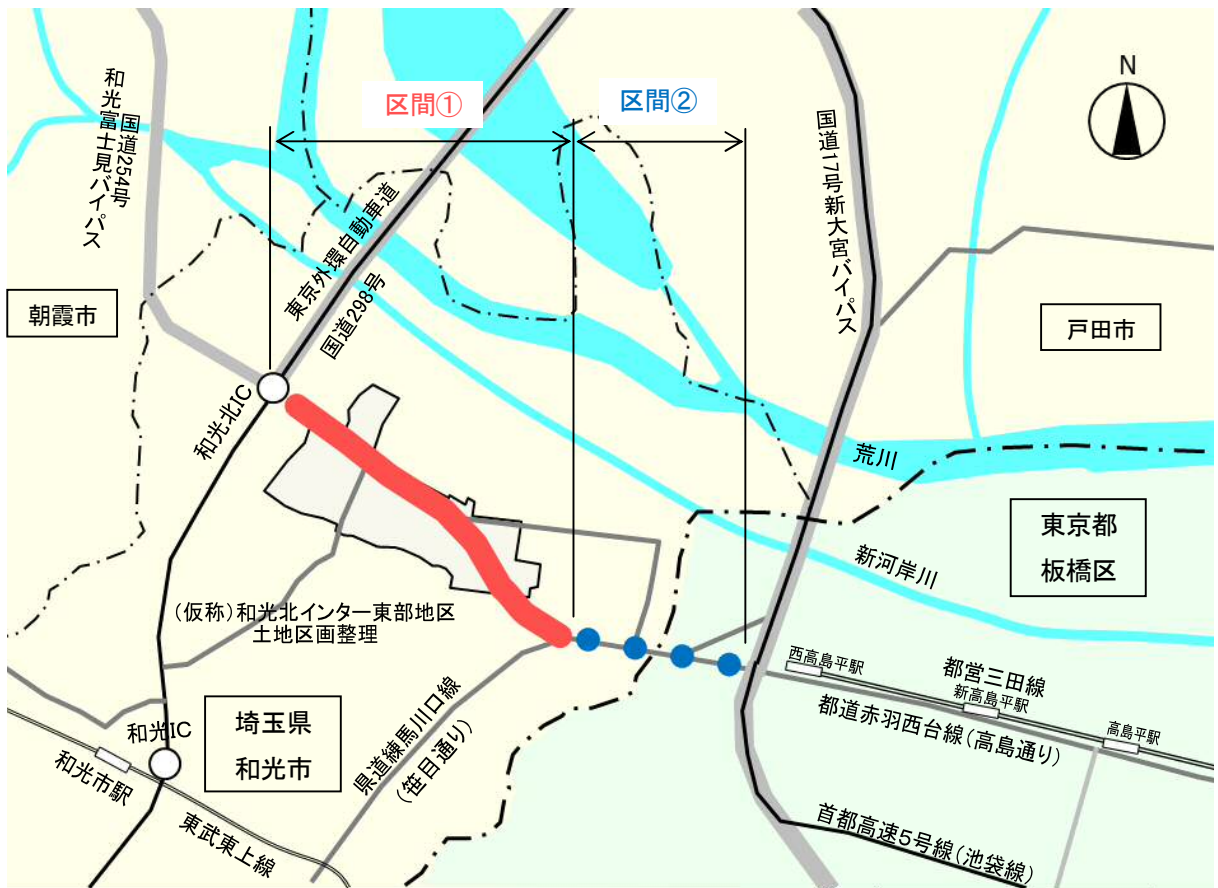 区間①
区間②
N
国道254号
和光富士見バイパス
東京外環自動車道
国道298号
国道17号新大宮バイパス
朝霞市
戸田市
和光北IC
荒川
東京都
板橋区
新河岸川
（仮称）和光北インター東部地区
土地区画整理
西高島平駅
都営三田線
新高島平駅
高島平駅
都道赤羽西台線（高島通り）
埼玉県
和光市
和光IC
和光市駅
東武東上線
県道練馬川口線
（笹目通り）
首都高速5号線（池袋線）